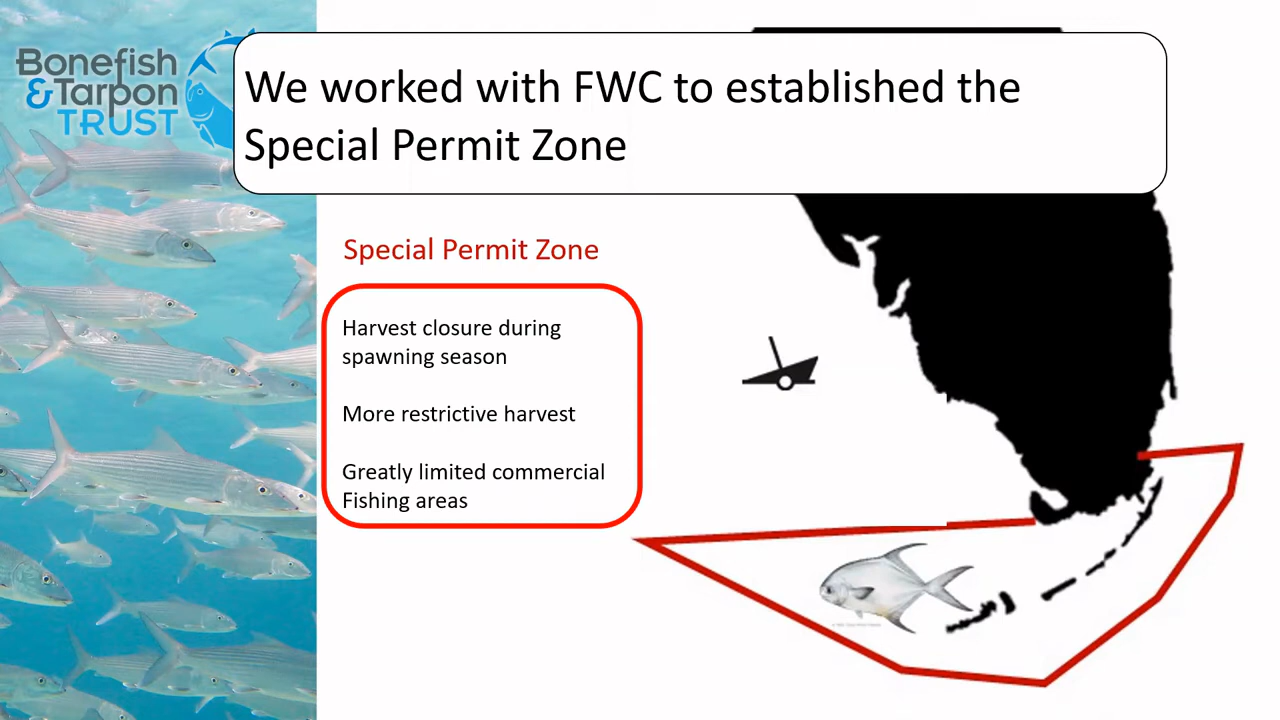 Bonefish
& Tarpon
TRUST
We worked with FWC to established the
Special Permit Zone
Special Permit Zone
Harvest closure during
spawning season
More restrictive harvest
Greatly limited commercial
Fishing areas